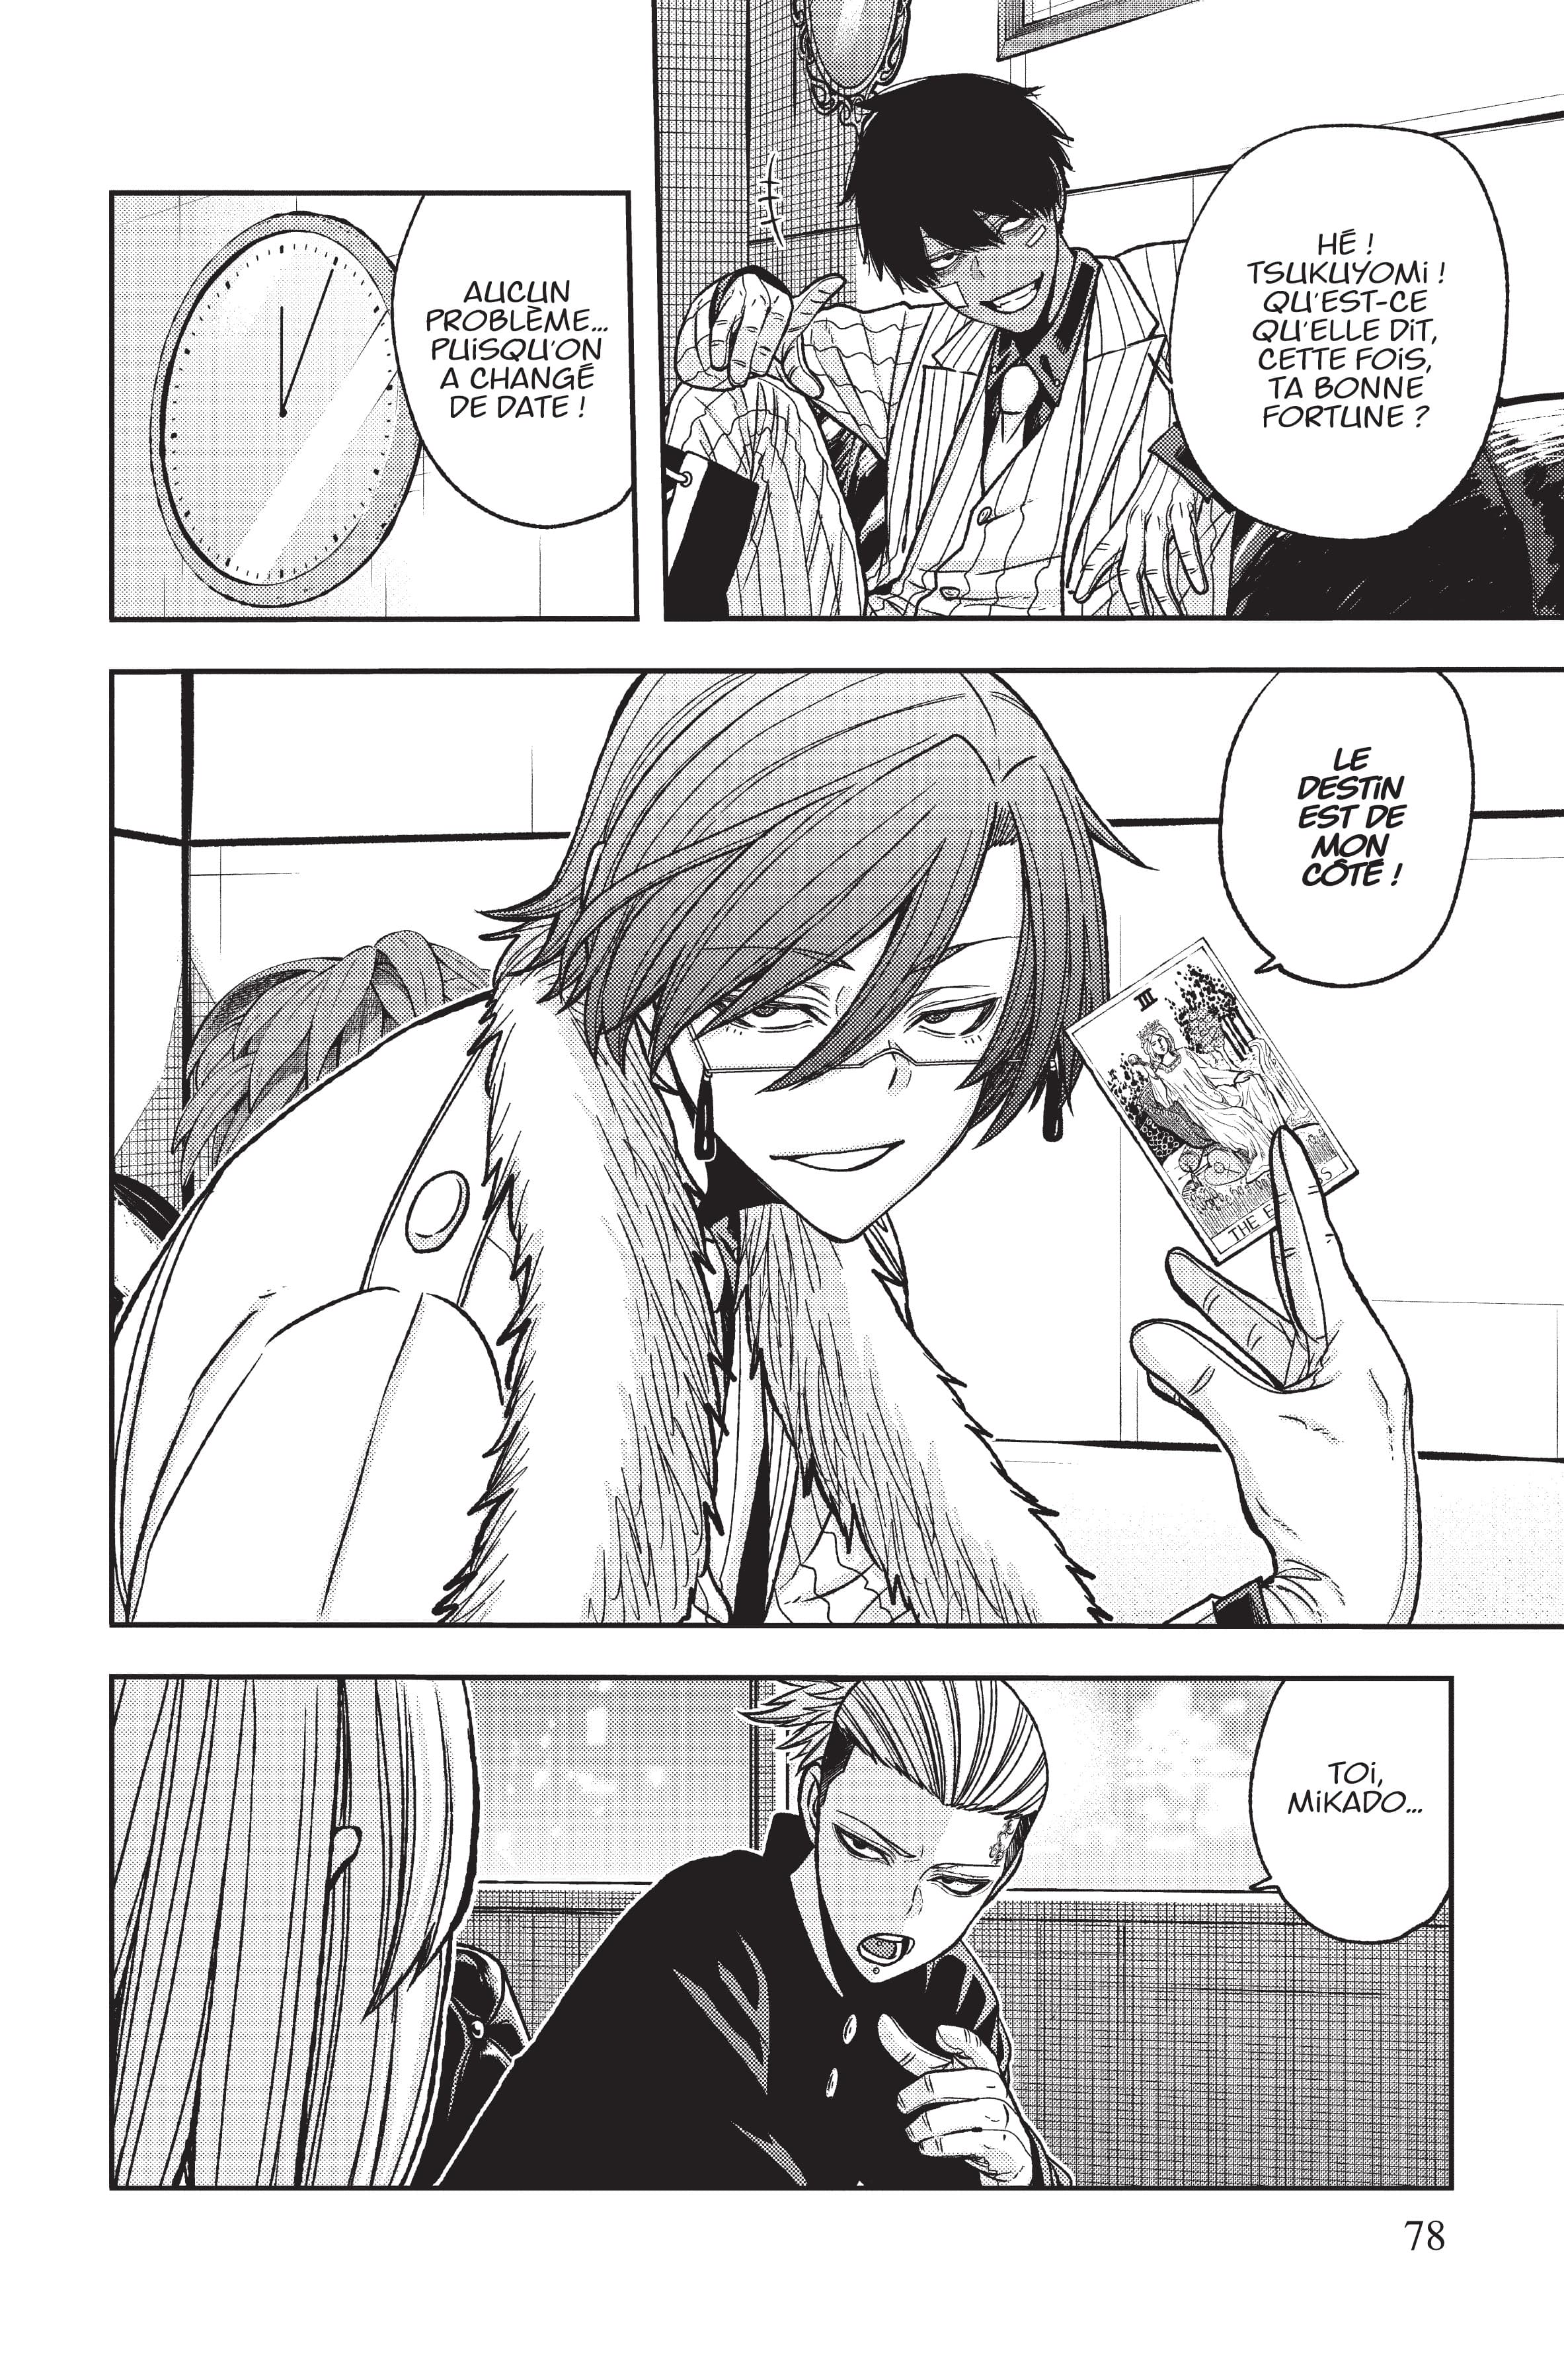 HÉ !
TSUKUYOMi !
QU'EST-CE
QU'ELLE DiT,
CETTE FOiS,
TA BONNE
FORTUNE ?
AUCUN
PROBLÈME...
PUiSQU'ON
A CHANGÉ
DE DATE !
LE
DESTiN
EST DE
MON
CÔTÉ !
III
THE
TOi,
MiKADO...
78